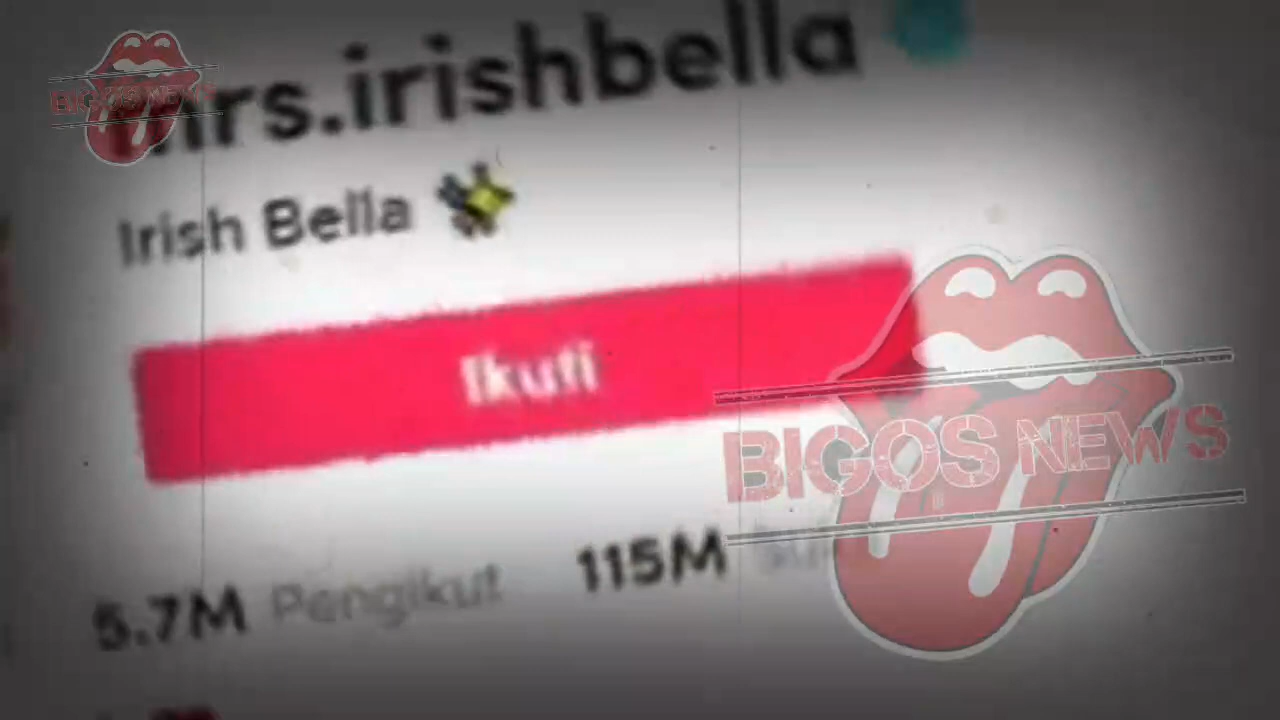 mrs.irishbella
BIGOS NEWS
Irish Bella
Ikuti
BIGOS NEWS
5.7M Pengikut 115M